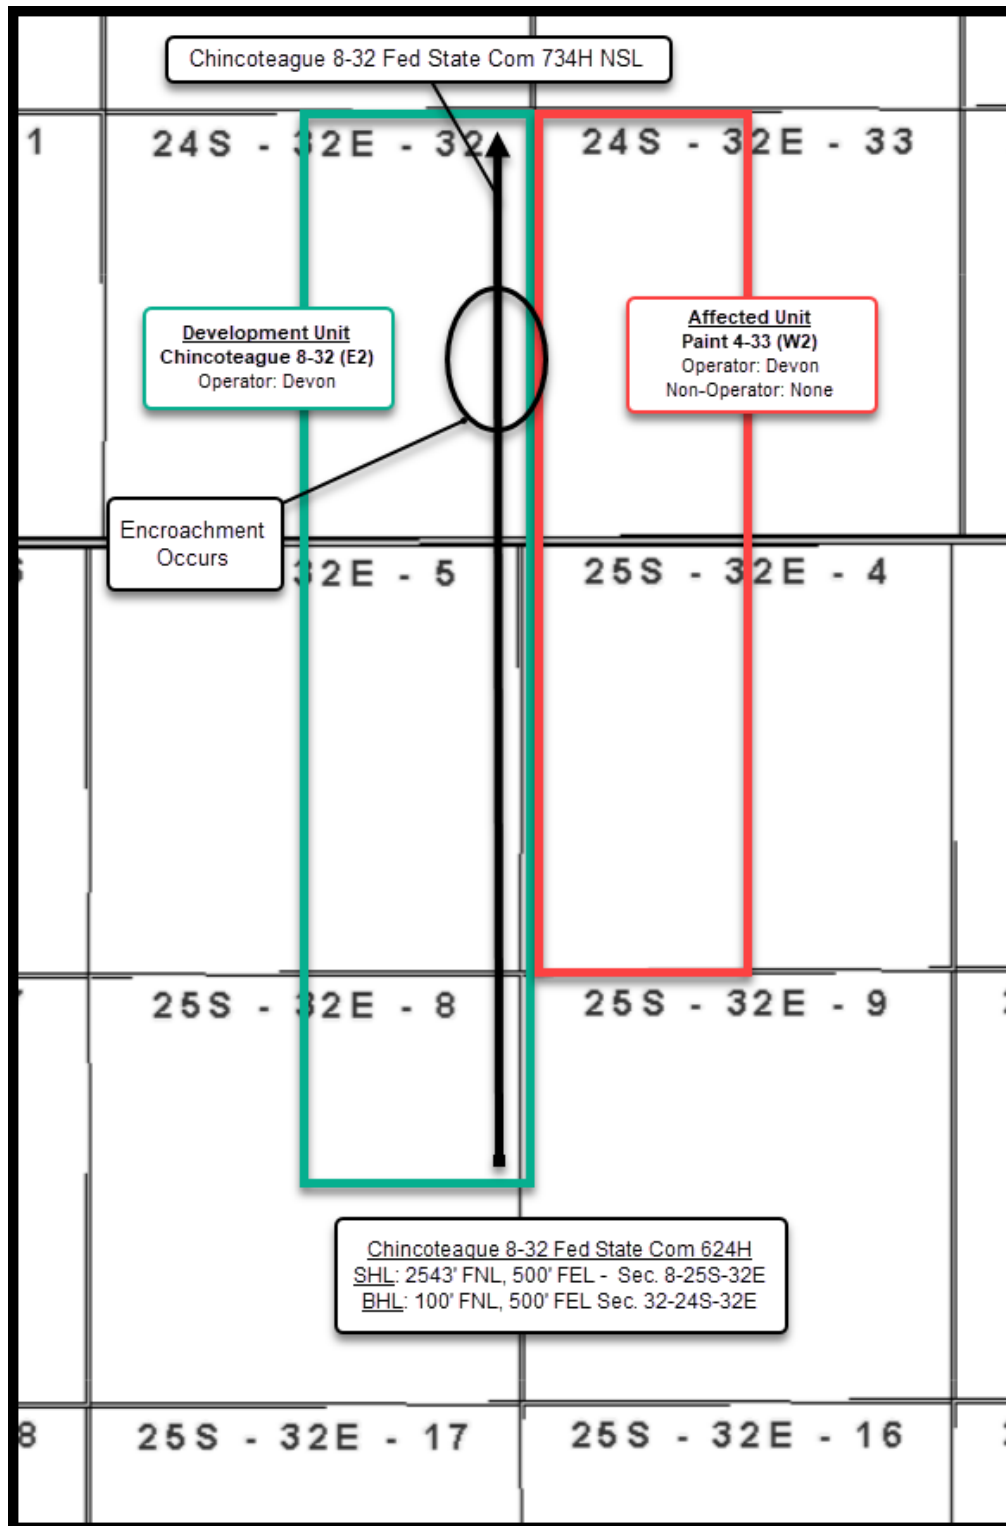 Chincoteague 8-32 Fed State Com 734H NSL
1
24S - 32E - 32
24S - 32E - 33
Development Unit
Chincoteague 8-32 (E2)
Operator: Devon
Affected Unit
Paint 4-33 (W2)
Operator: Devon
Non-Operator: None
Encroachment
Occurs
32E - 5
25S - 32E - 4
25S - 32E - 8
25S - 32E - 9
Chincoteague 8-32 Fed State Com 624H
SHL: 2543' FNL, 500' FEL - Sec. 8-25S-32E
BHL: 100' FNL, 500' FEL Sec. 32-24S-32E
8
25S - 32E - 17
25S - 32E - 16